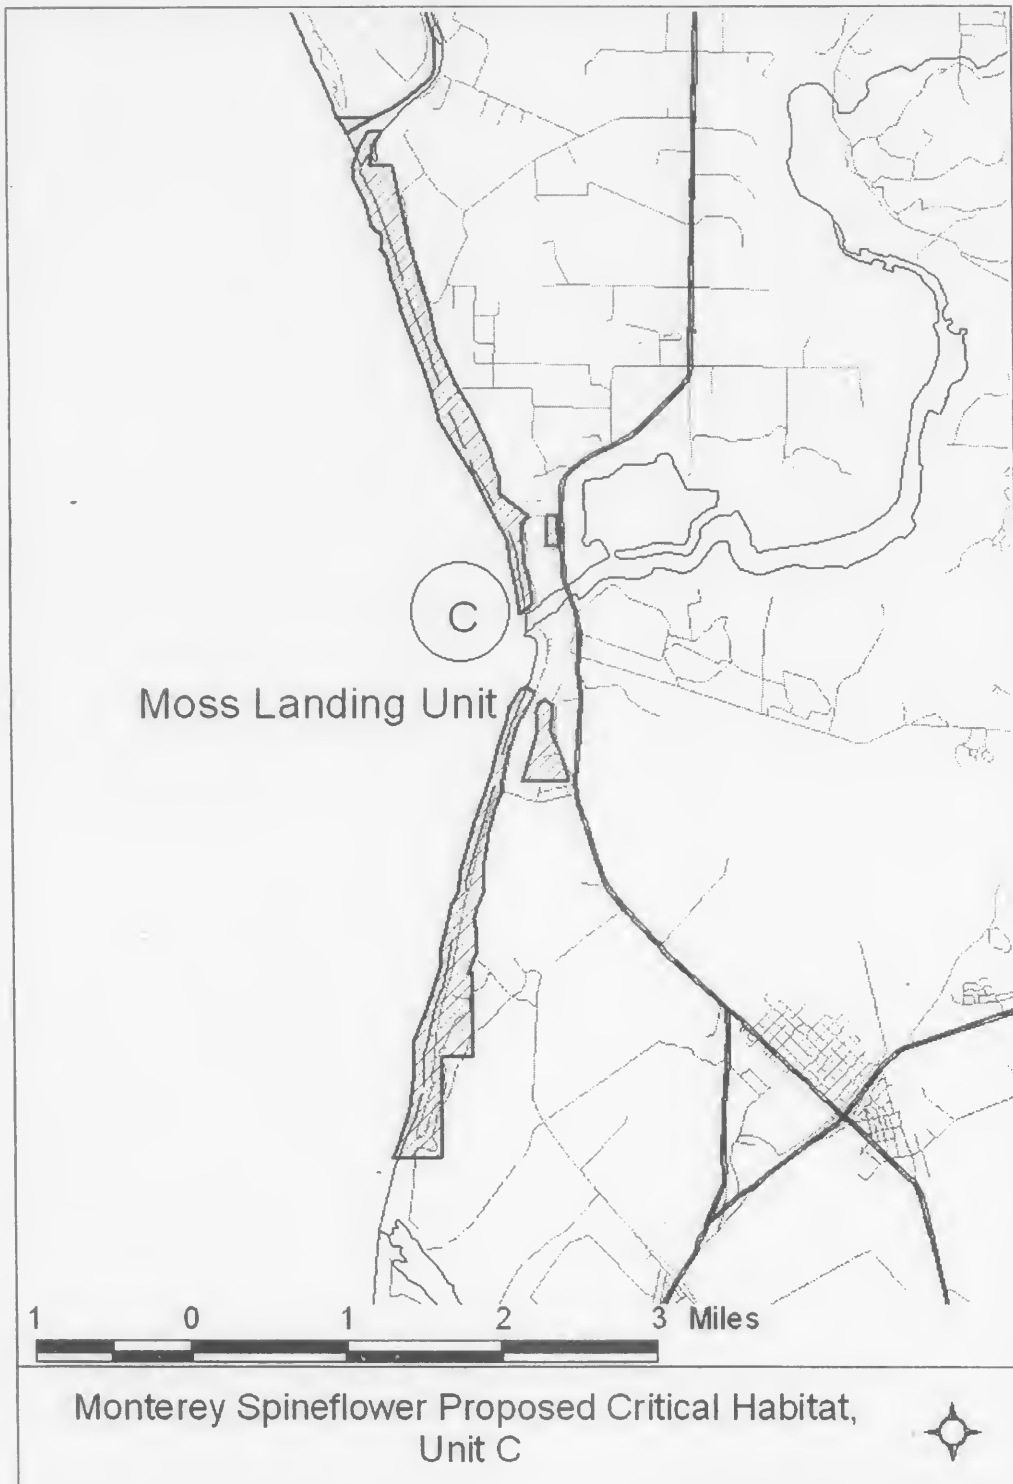 C
Moss Landing Unit
1 0 1 2 3 Miles
Monterey Spineflower Proposed Critical Habitat,
Unit C